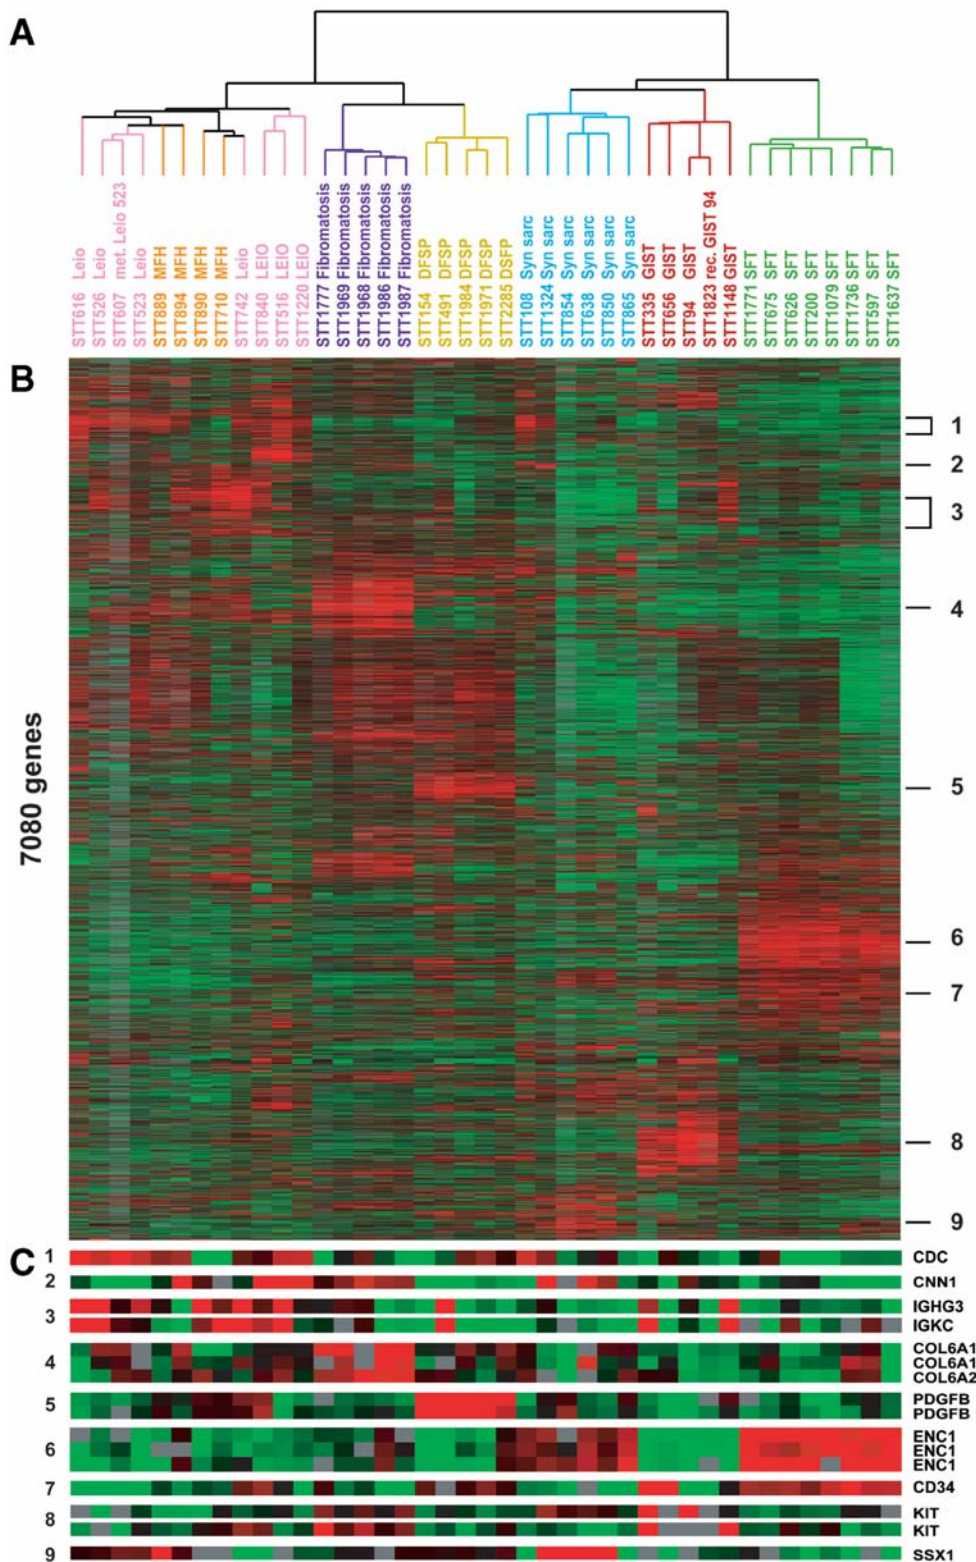 A
STT616 Leio
STT526 Leio
STT607 met. Leio 523
STT523 Leio
STT889 MFH
STT894 MFH
STT890 MFH
STT710 MFH
STT742 Leio
STT840 LEIO
STT516 LEIO
STT1220 LEIO
STT1777 Fibromatosis
STT1969 Fibromatosis
STT1968 Fibromatosis
STT1986 Fibromatosis
STT1987 Fibromatosis
STT154 DFSP
STT491 DFSP
STT1984 DFSP
STT1971 DFSP
STT2285 DSFP
STT108 Syn sarc
STT1324 Syn sarc
STT854 Syn sarc
STT638 Syn sarc
STT850 Syn sarc
STT865 Syn sarc
STT335 GIST
STT656 GIST
STT94 GIST
STT1823 rec. GIST 94
STT1148 GIST
STT1771 SFT
STT675 SFT
STT626 SFT
STT200 SFT
STT1079 SFT
STT1736 SFT
STT597 SFT
STT1637 SFT
B
7080 genes
1
2
3
4
5
6
7
8
9
C
1 CDC
2 CNN1
3 IGHG3
IGKC
4 COL6A1
COL6A1
COL6A2
5 PDGFB
PDGFB
6 ENC1
ENC1
ENC1
7 CD34
8 KIT
KIT
9 SSX1